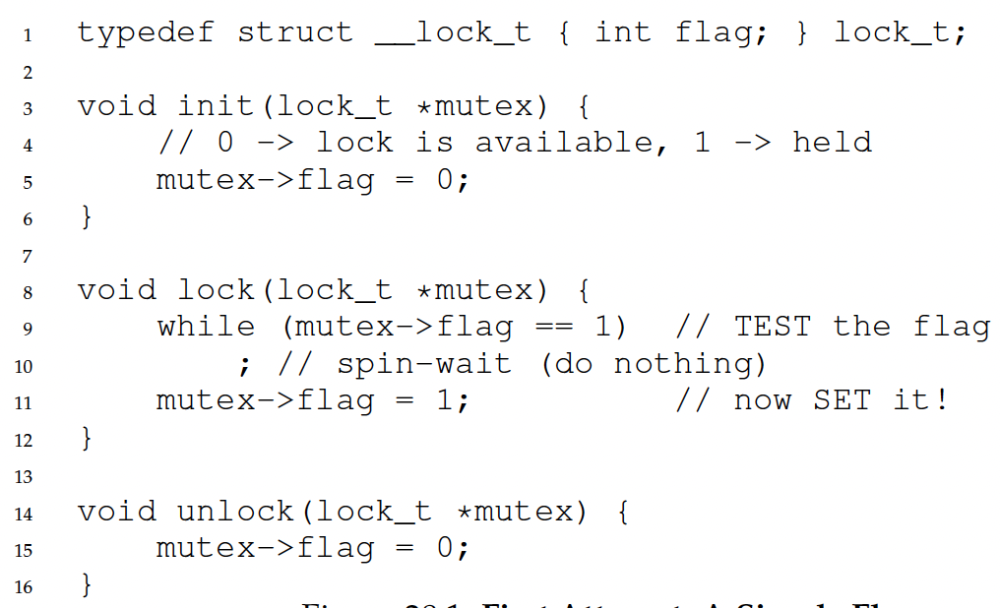 1 typedef struct __lock_t { int flag; } lock_t;
2
3 void init(lock_t *mutex) {
4 // 0 -> lock is available, 1 -> held
5 mutex->flag = 0;
6 }
7
8 void lock(lock_t *mutex) {
9 while (mutex->flag == 1) // TEST the flag
10 ; // spin-wait (do nothing)
11 mutex->flag = 1; // now SET it!
12 }
13
14 void unlock(lock_t *mutex) {
15 mutex->flag = 0;
16 }